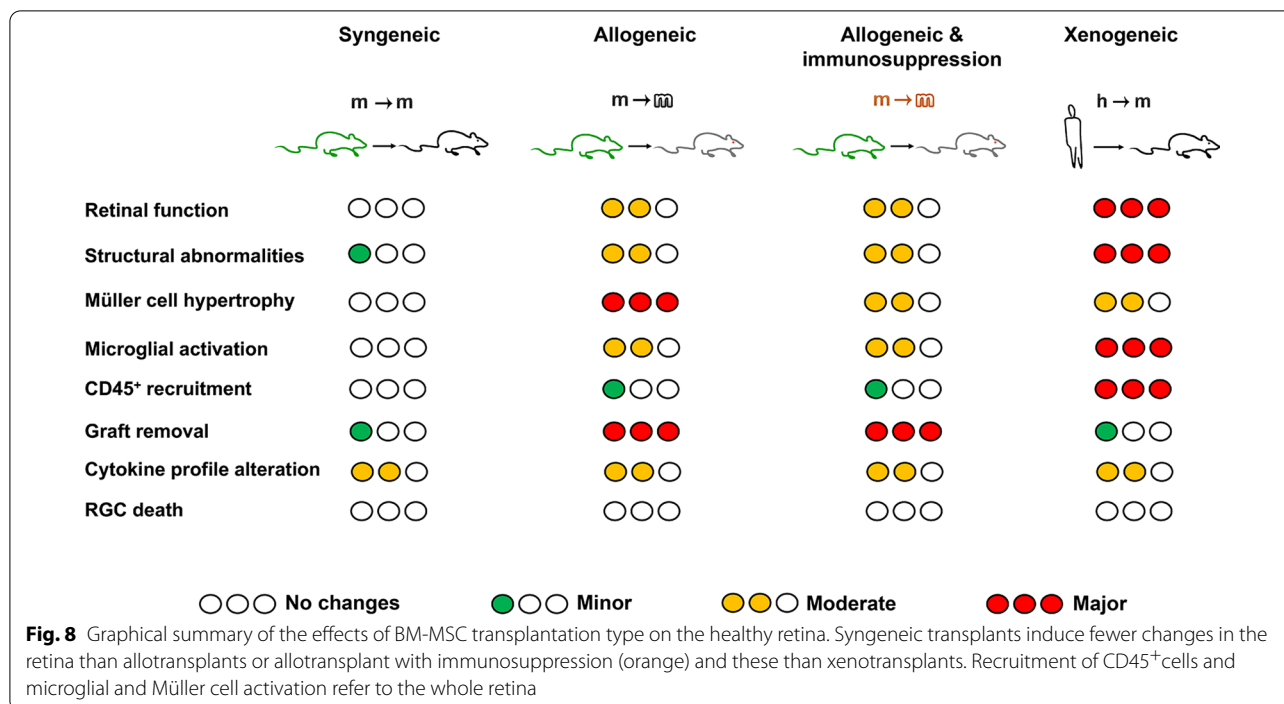 Syngeneic Allogeneic Allogeneic & immunosuppression Xenogeneic
m → m m → m m → m h → m
Retinal function
Structural abnormalities
Müller cell hypertrophy
Microglial activation
CD45⁺ recruitment
Graft removal
Cytokine profile alteration
RGC death
No changes Minor Moderate Major
Fig. 8 Graphical summary of the effects of BM-MSC transplantation type on the healthy retina. Syngeneic transplants induce fewer changes in the
retina than allotransplants or allotransplant with immunosuppression (orange) and these than xenotransplants. Recruitment of CD45⁺cells and
microglial and Müller cell activation refer to the whole retina